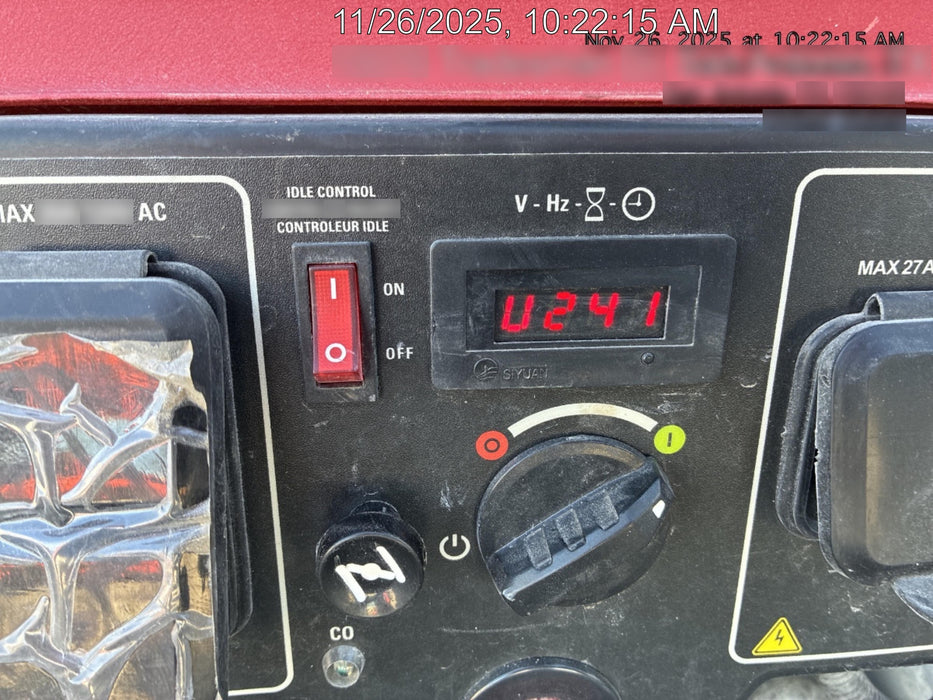 11/26/2025, 10:22:15 AM
Nov 26, 2025 at 10:22:15 AM
IDLE CONTROL
CONTROLEUR IDLE
I
ON
O
OFF
V - Hz -
AC
MAX 27A
U241
SIYUAN
O
I
CO